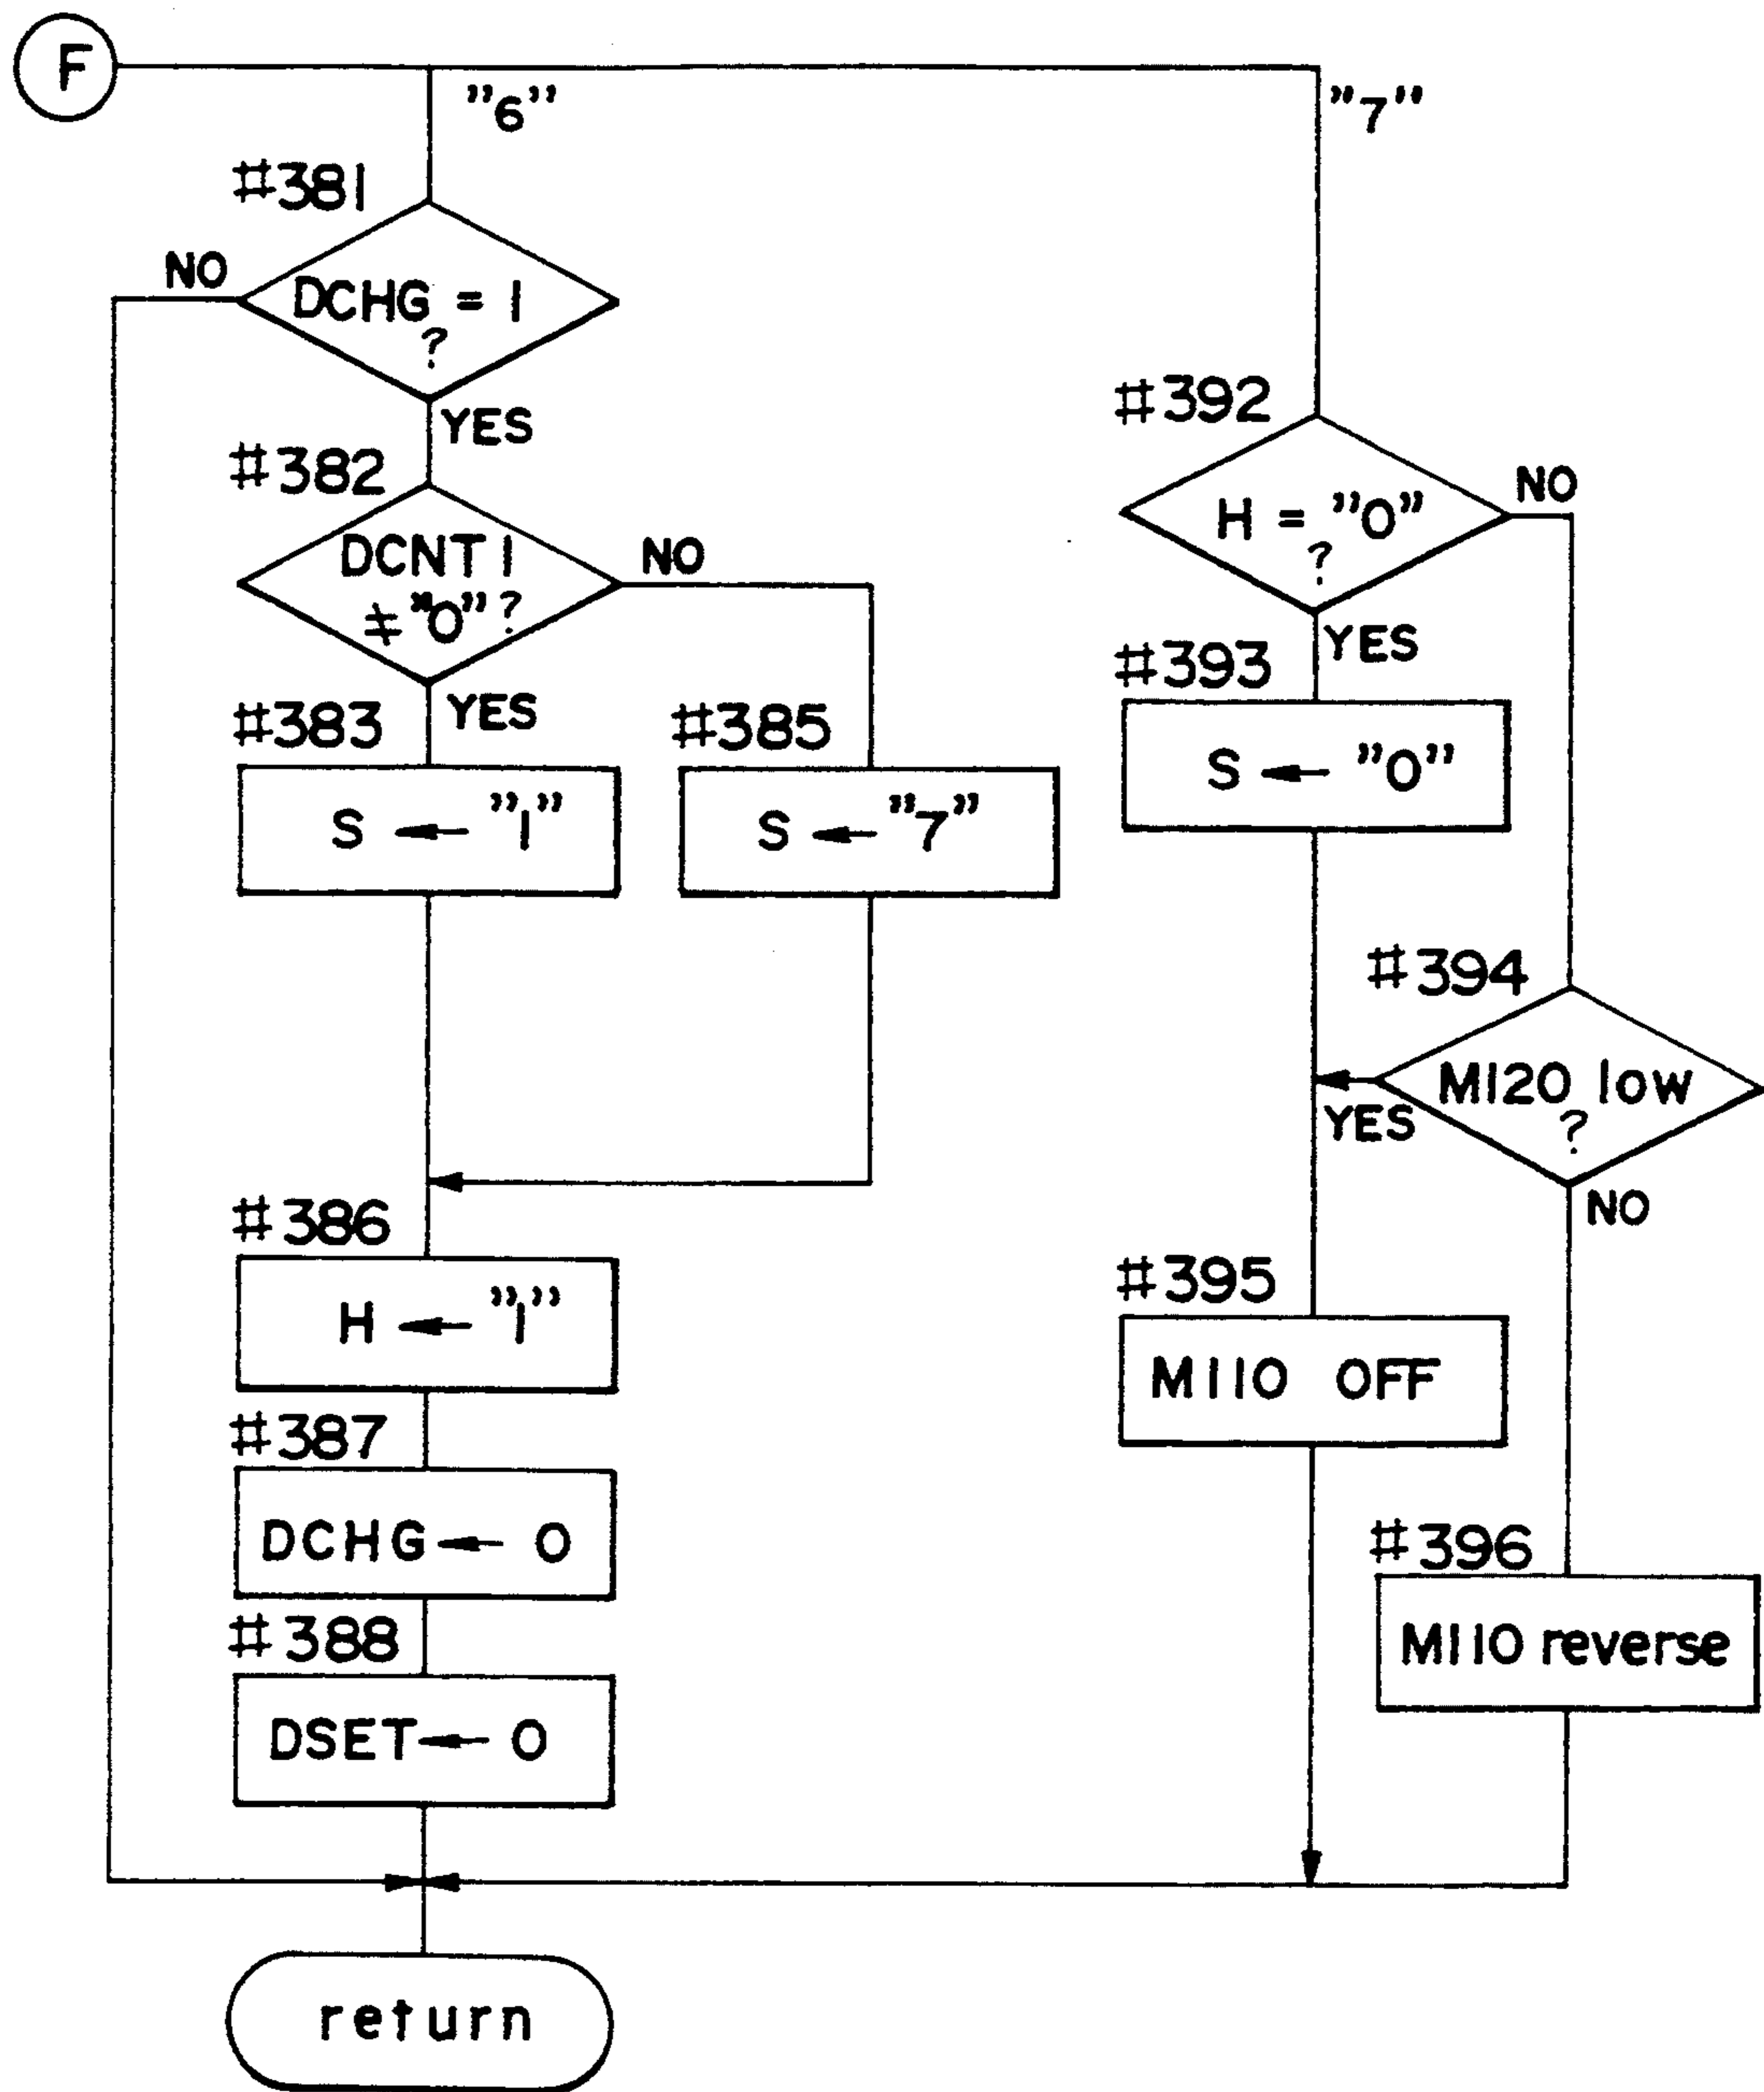 F
"6"
"7"
#381
NO
DCHG = 1
?
YES
#382
DCNT 1
≠ "0" ?
NO
YES
#383
S ← "1"
#385
S ← "7"
#386
H ← "1"
#387
DCHG ← 0
#388
DSET ← 0
return
#392
H = "0"
?
NO
YES
#393
S ← "0"
#394
M120 low
?
YES
NO
#395
M110 OFF
#396
M110 reverse